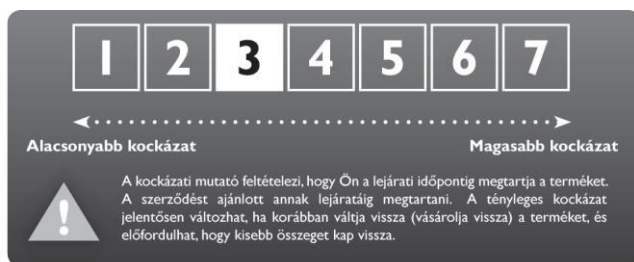 1 2 3 4 5 6 7
Alacsonyabb kockázat Magasabb kockázat
A kockázati mutató feltételezi, hogy Ön a lejárati időpontig megtartja a terméket.
A szerződést ajánlott annak lejáratáig megtartani. A tényleges kockázat
jelentősen változhat, ha korábban váltja vissza (vásárolja vissza) a terméket, és
előfordulhat, hogy kisebb összeget kap vissza.